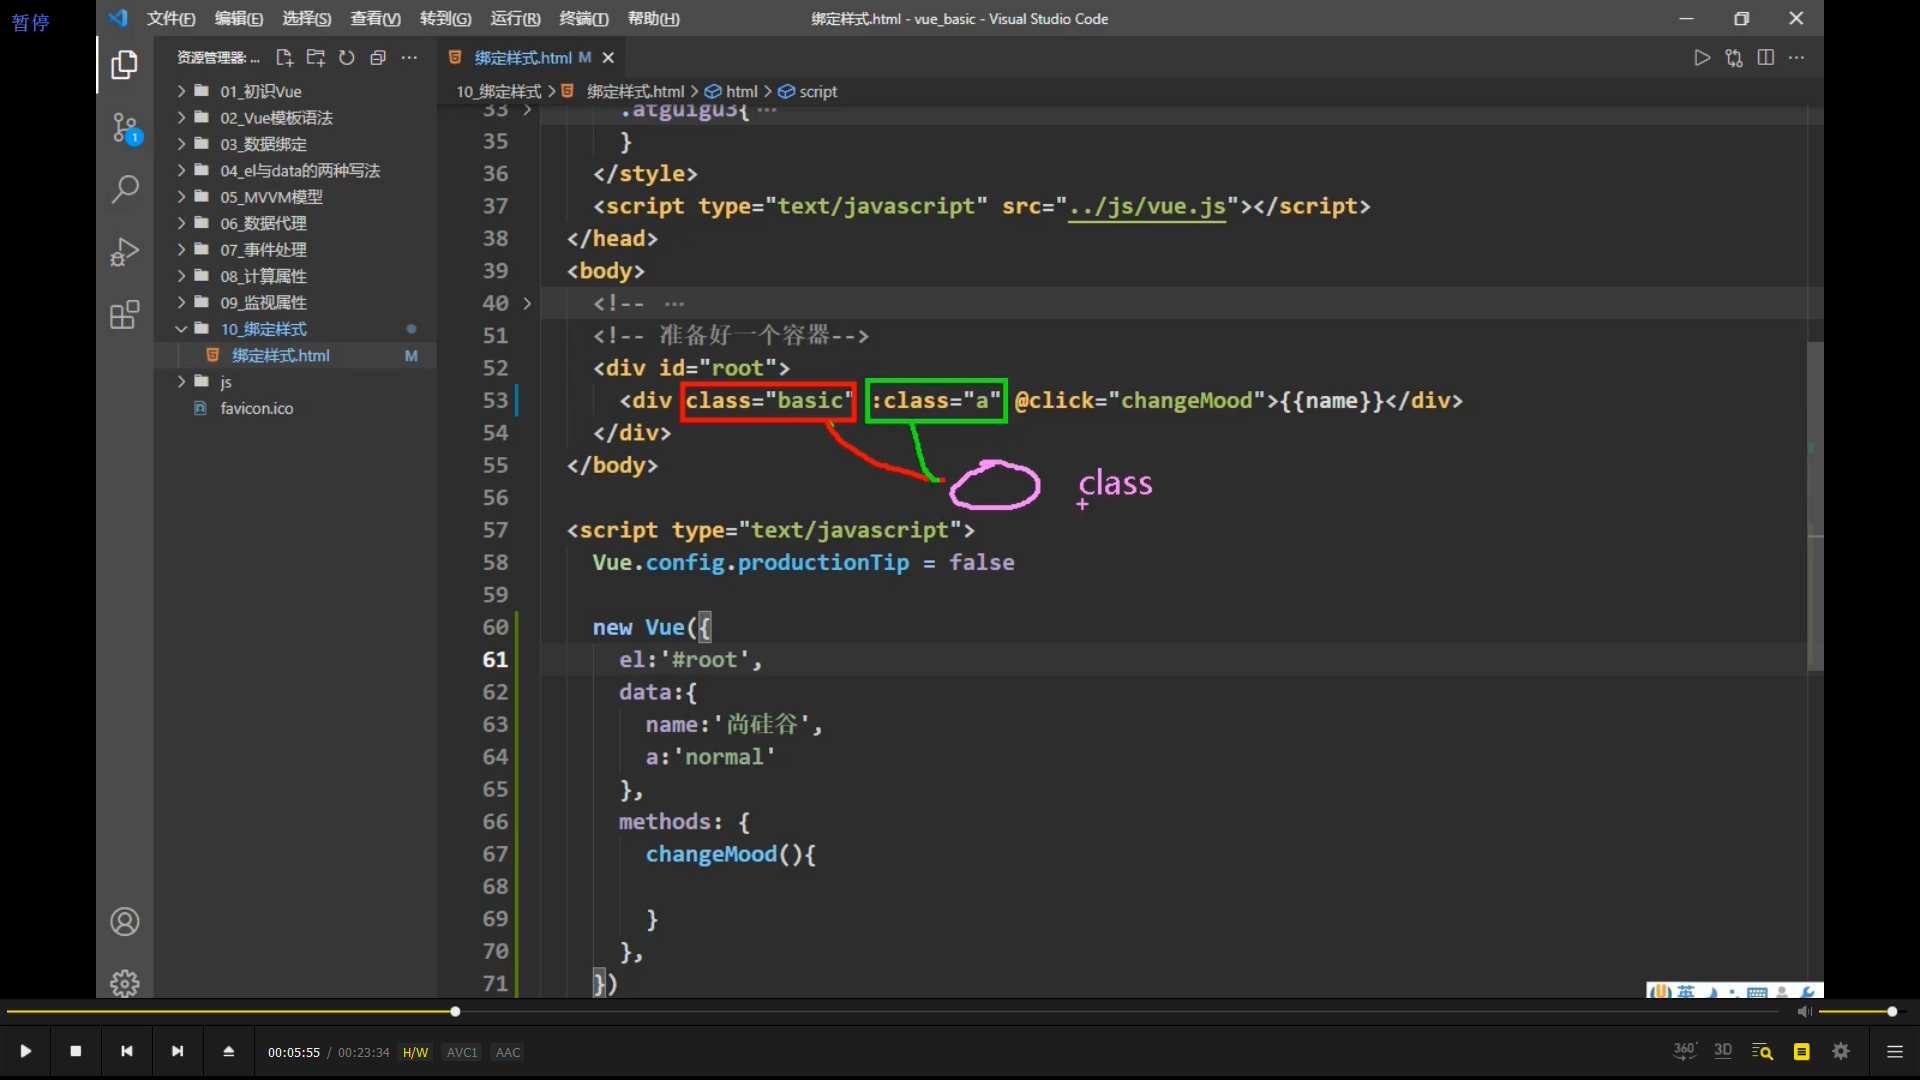 暂停
文件(F) 编辑(E) 选择(S) 查看(V) 转到(G) 运行(R) 终端(T) 帮助(H) 绑定样式.html - vue_basic - Visual Studio Code
资源管理器: ...
绑定样式.html M
10_绑定样式 > 绑定样式.html > html > script
01_初识Vue
02_Vue模板语法
03_数据绑定
04_el与data的两种写法
05_MVVM模型
06_数据代理
07_事件处理
08_计算属性
09_监视属性
10_绑定样式
绑定样式.html M
js
favicon.ico
1
33 .atguigu3{ ...
35 }
36 </style>
37 <script type="text/javascript" src="../js/vue.js"></script>
38 </head>
39 <body>
40 <!-- ...
51 <!-- 准备好一个容器-->
52 <div id="root">
53 <div class="basic" :class="a" @click="changeMood">{{name}}</div>
54 </div>
55 </body>
class
56
57 <script type="text/javascript">
58 Vue.config.productionTip = false
59
60 new Vue({
61 el:'#root',
62 data:{
63 name:'尚硅谷',
64 a:'normal'
65 },
66 methods: {
67 changeMood(){
68
69 }
70 },
71 })
英
00:05:55 / 00:23:34 H/W AVC1 AAC
360° 3D